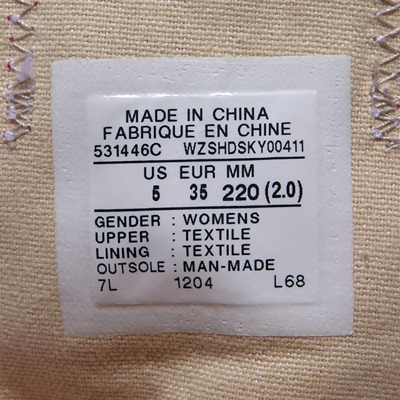 MADE IN CHINA
FABRIQUE EN CHINE
531446C WZSHDSKY00411
US EUR MM
5 35 220 (2.0)
GENDER : WOMENS
UPPER : TEXTILE
LINING : TEXTILE
OUTSOLE : MAN-MADE
7L 1204 L68